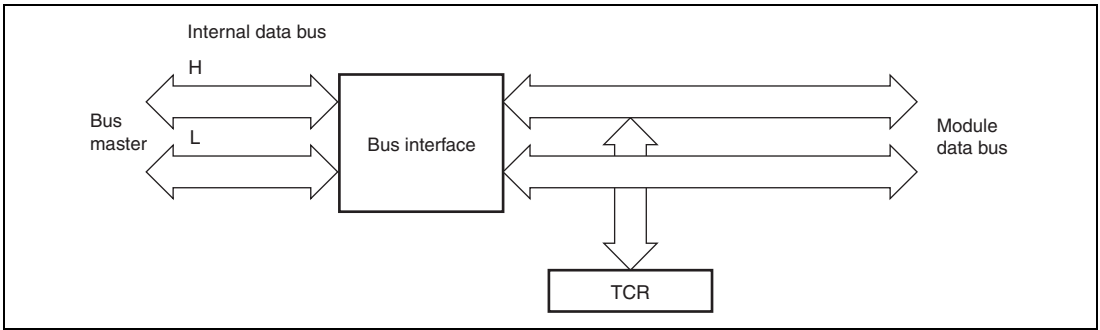 Internal data bus
H
Bus
master
L
Bus interface
Module
data bus
TCR